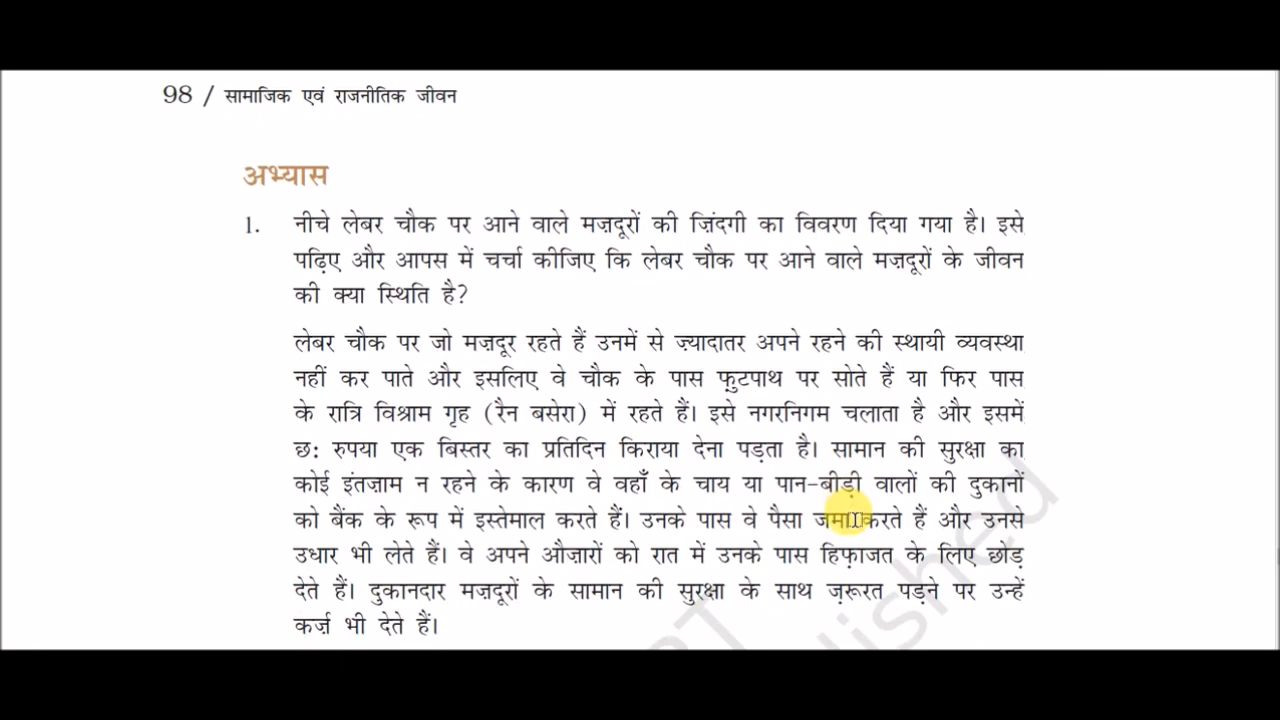 98 / सामाजिक एवं राजनीतिक जीवन
अभ्यास
1. नीचे लेबर चौक पर आने वाले मज़दूरों की ज़िंदगी का विवरण दिया गया है। इसे
पढ़िए और आपस में चर्चा कीजिए कि लेबर चौक पर आने वाले मज़दूरों के जीवन
की क्या स्थिति है?
लेबर चौक पर जो मज़दूर रहते हैं उनमें से ज़्यादातर अपने रहने की स्थायी व्यवस्था
नहीं कर पाते और इसलिए वे चौक के पास फ़ुटपाथ पर सोते हैं या फिर पास
के रात्रि विश्राम गृह (रैन बसेरा) में रहते हैं। इसे नगरनिगम चलाता है और इसमें
छ: रुपया एक बिस्तर का प्रतिदिन किराया देना पड़ता है। सामान की सुरक्षा का
कोई इंतज़ाम न रहने के कारण वे वहाँ के चाय या पान-बीड़ी वालों की दुकानों
को बैंक के रूप में इस्तेमाल करते हैं। उनके पास वे पैसा जमा करते हैं और उनसे
उधार भी लेते हैं। वे अपने औज़ारों को रात में उनके पास हिफ़ाजत के लिए छोड़
देते हैं। दुकानदार मज़दूरों के सामान की सुरक्षा के साथ ज़रूरत पड़ने पर उन्हें
कर्ज़ भी देते हैं।